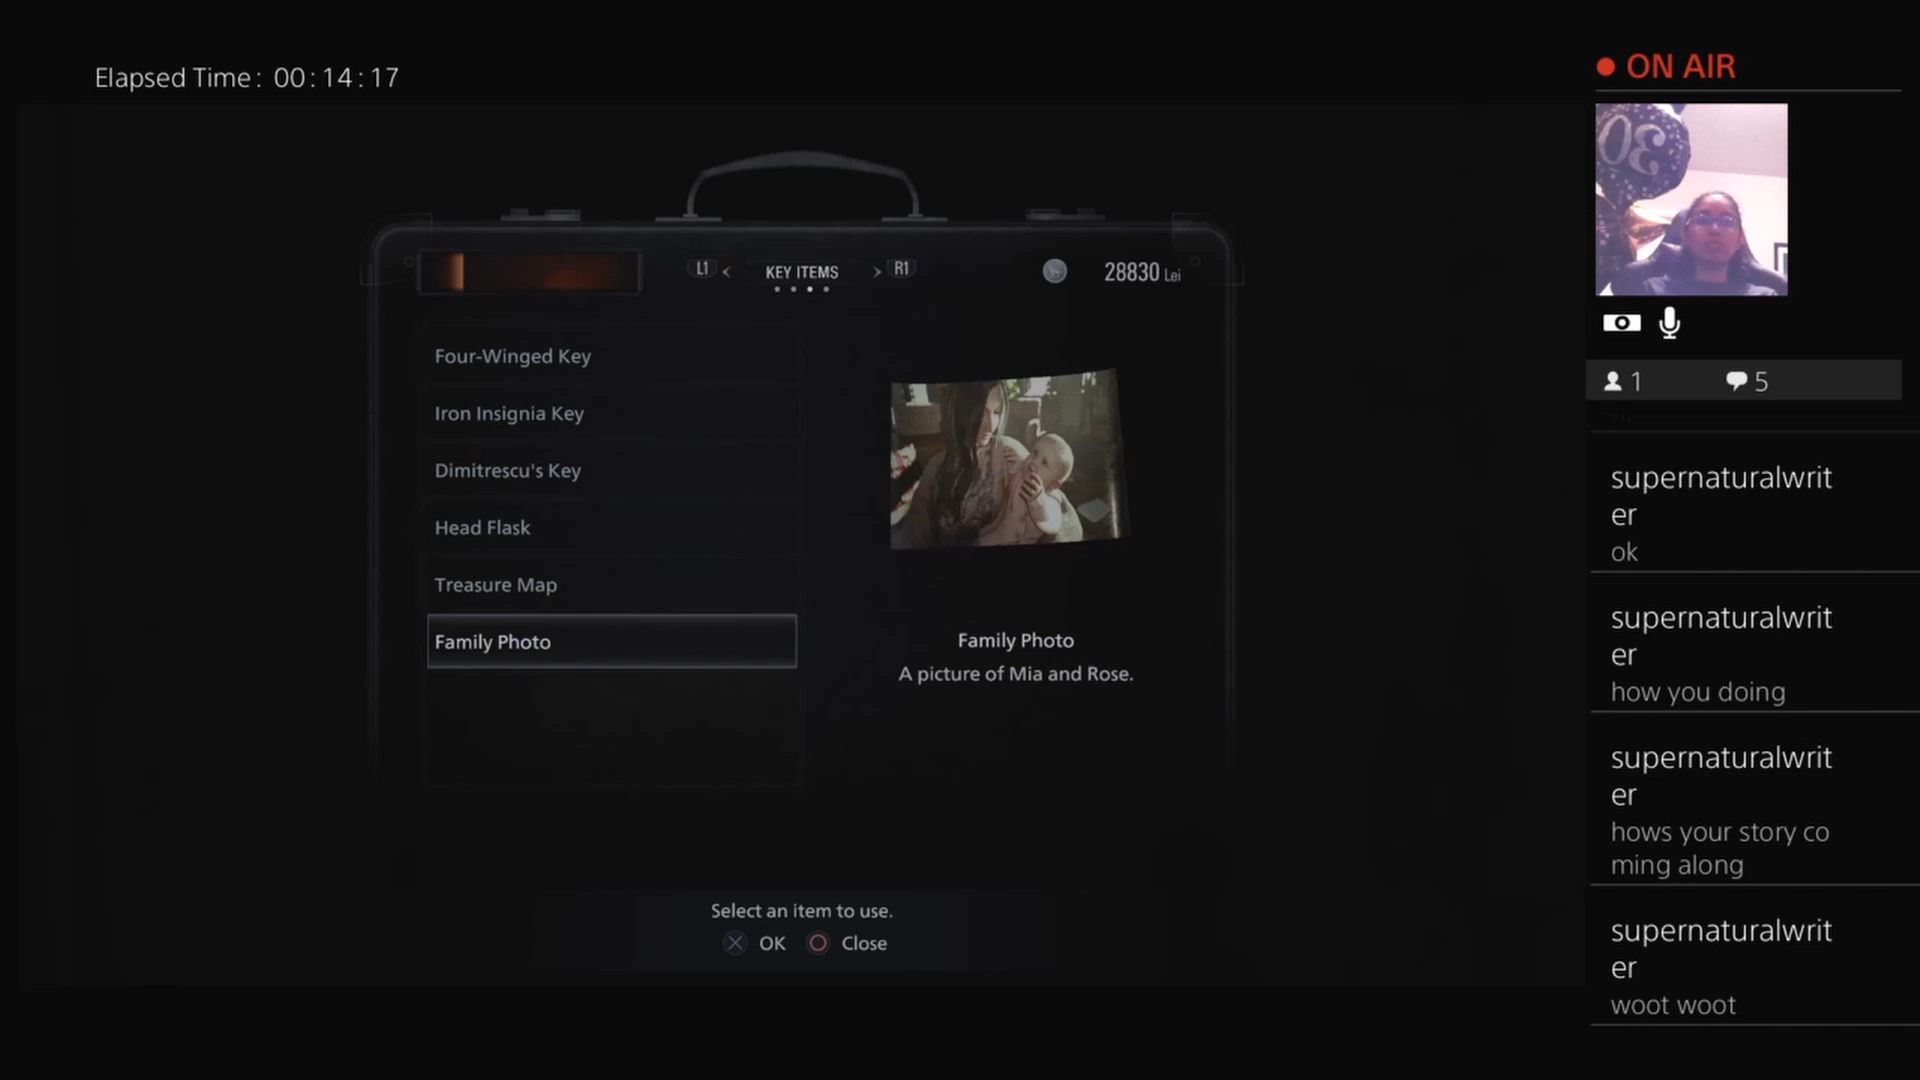 Elapsed Time: 00:14:17
ON AIR
30
L1
KEY ITEMS
R1
28830 Lei
1
5
Four-Winged Key
Iron Insignia Key
Dimitrescu's Key
Head Flask
Treasure Map
Family Photo
Family Photo
A picture of Mia and Rose.
Select an item to use.
OK
Close
supernaturalwrit
er
ok
supernaturalwrit
er
how you doing
supernaturalwrit
er
hows your story co
ming along
supernaturalwrit
er
woot woot